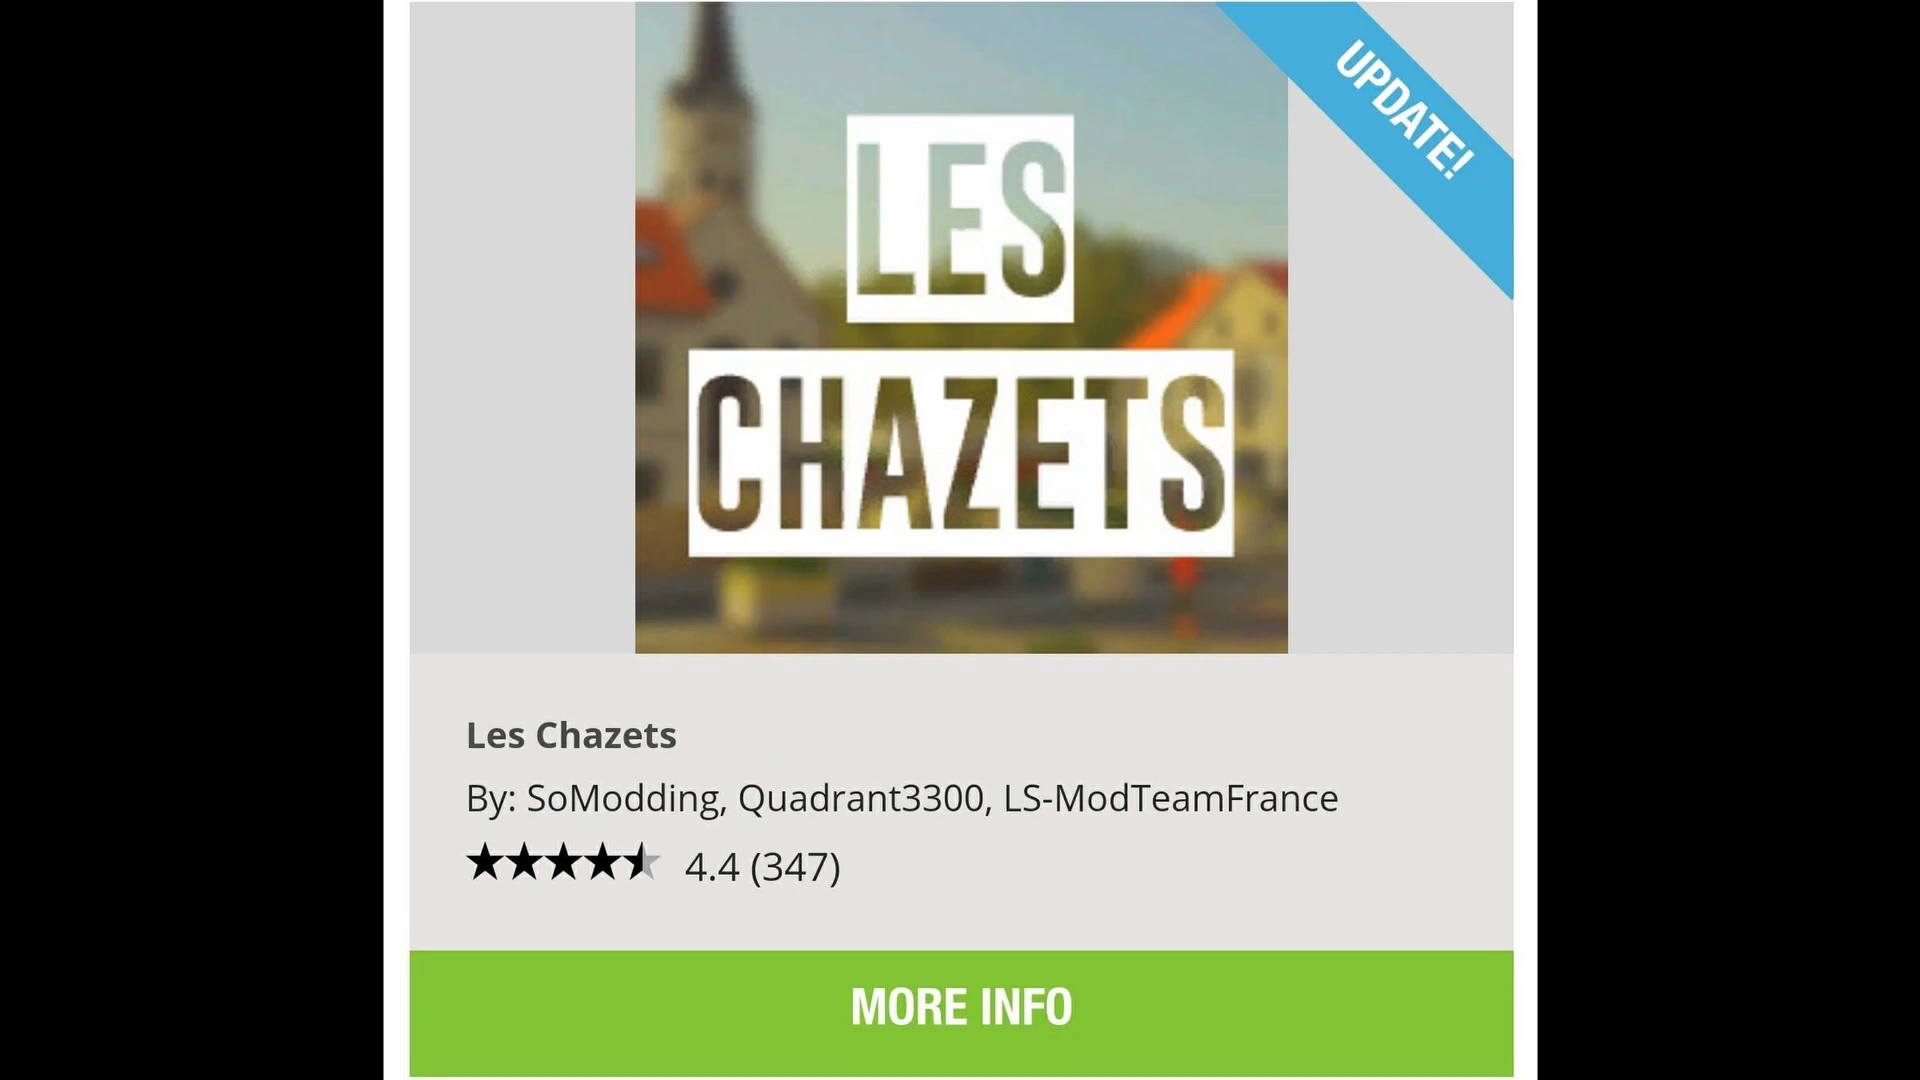 UPDATE!
LES
CHAZETS
Les Chazets
By: SoModding, Quadrant3300, LS-ModTeamFrance
4.4 (347)
MORE INFO